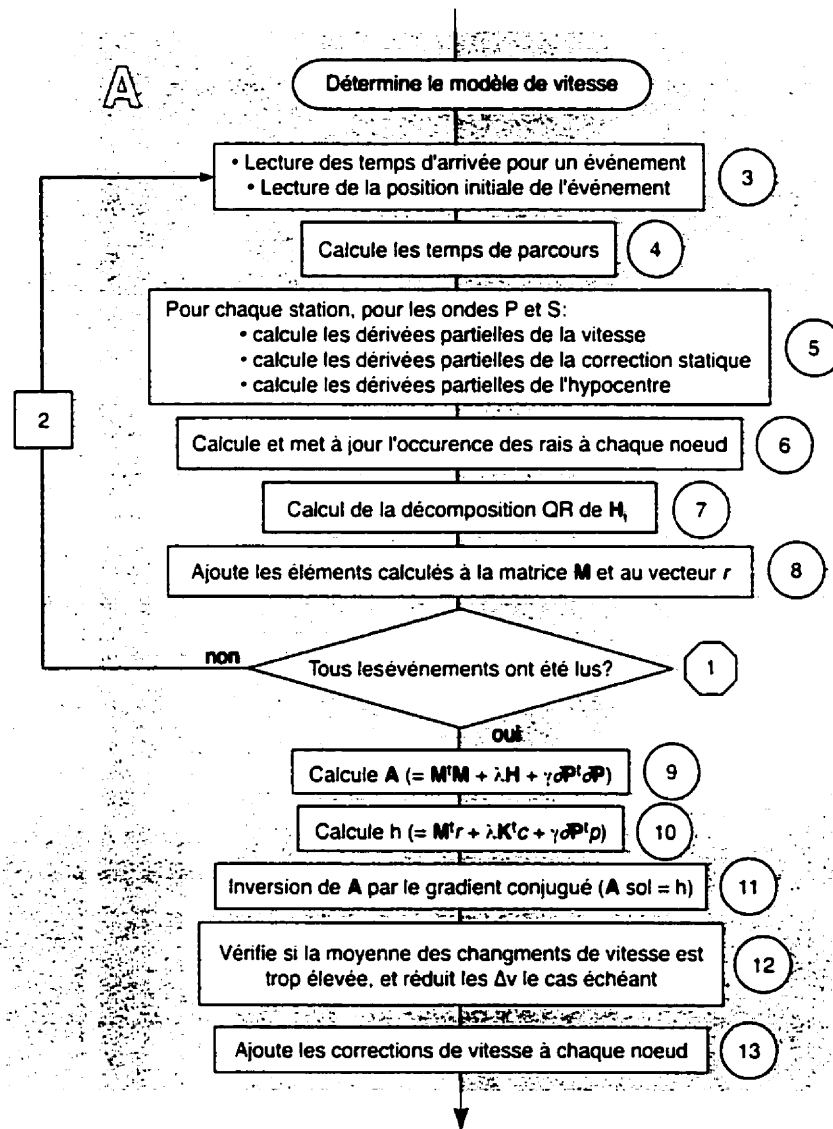 A
Détermine le modèle de vitesse
• Lecture des temps d'arrivée pour un événement
• Lecture de la position initiale de l'événement
3
Calcule les temps de parcours
4
Pour chaque station, pour les ondes P et S:
• calcule les dérivées partielles de la vitesse
• calcule les dérivées partielles de la correction statique
• calcule les dérivées partielles de l'hypocentre
5
2
Calcule et met à jour l'occurence des rais à chaque noeud
6
Calcul de la décomposition QR de Hᵢ
7
Ajoute les éléments calculés à la matrice M et au vecteur r
8
non
Tous lesévénements ont été lus?
1
oui
Calcule A (= MᵗM + λH + γ∂Pᵗ∂P)
9
Calcule h (= Mᵗr + λKᵗc + γ∂Pᵗp)
10
Inversion de A par le gradient conjugué (A sol = h)
11
Vérifie si la moyenne des changments de vitesse est
trop élevée, et réduit les Δv le cas échéant
12
Ajoute les corrections de vitesse à chaque noeud
13